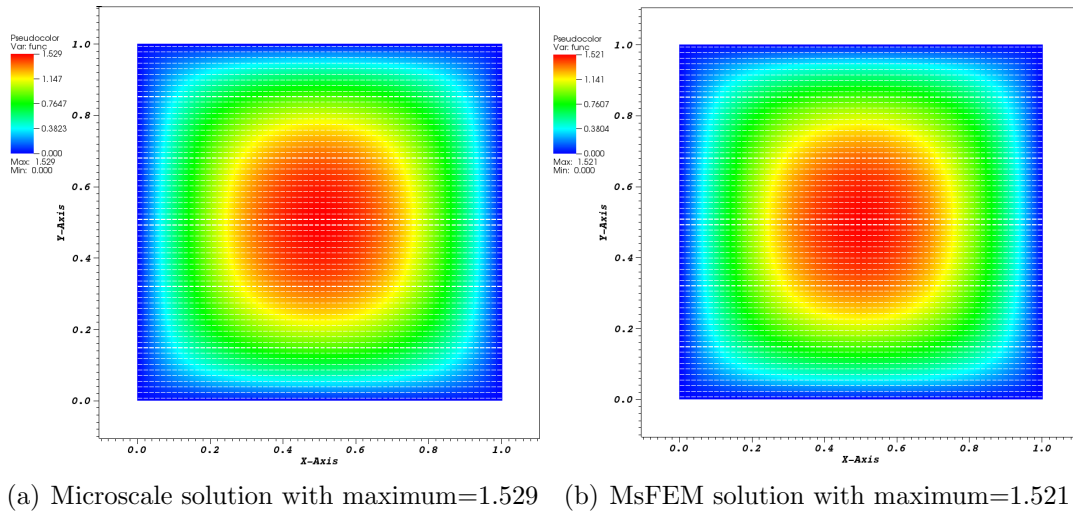 Pseudocolor
Var: func
1.529
1.147
0.7647
0.3823
0.000
Max: 1.529
Min: 0.000
1.0
0.8
0.6
0.4
0.2
0.0
Y-Axis
0.0 0.2 0.4 0.6 0.8 1.0
X-Axis
Pseudocolor
Var: func
1.521
1.141
0.7607
0.3804
0.000
Max: 1.521
Min: 0.000
1.0
0.8
0.6
0.4
0.2
0.0
Y-Axis
0.0 0.2 0.4 0.6 0.8 1.0
X-Axis
(a) Microscale solution with maximum=1.529
(b) MsFEM solution with maximum=1.521